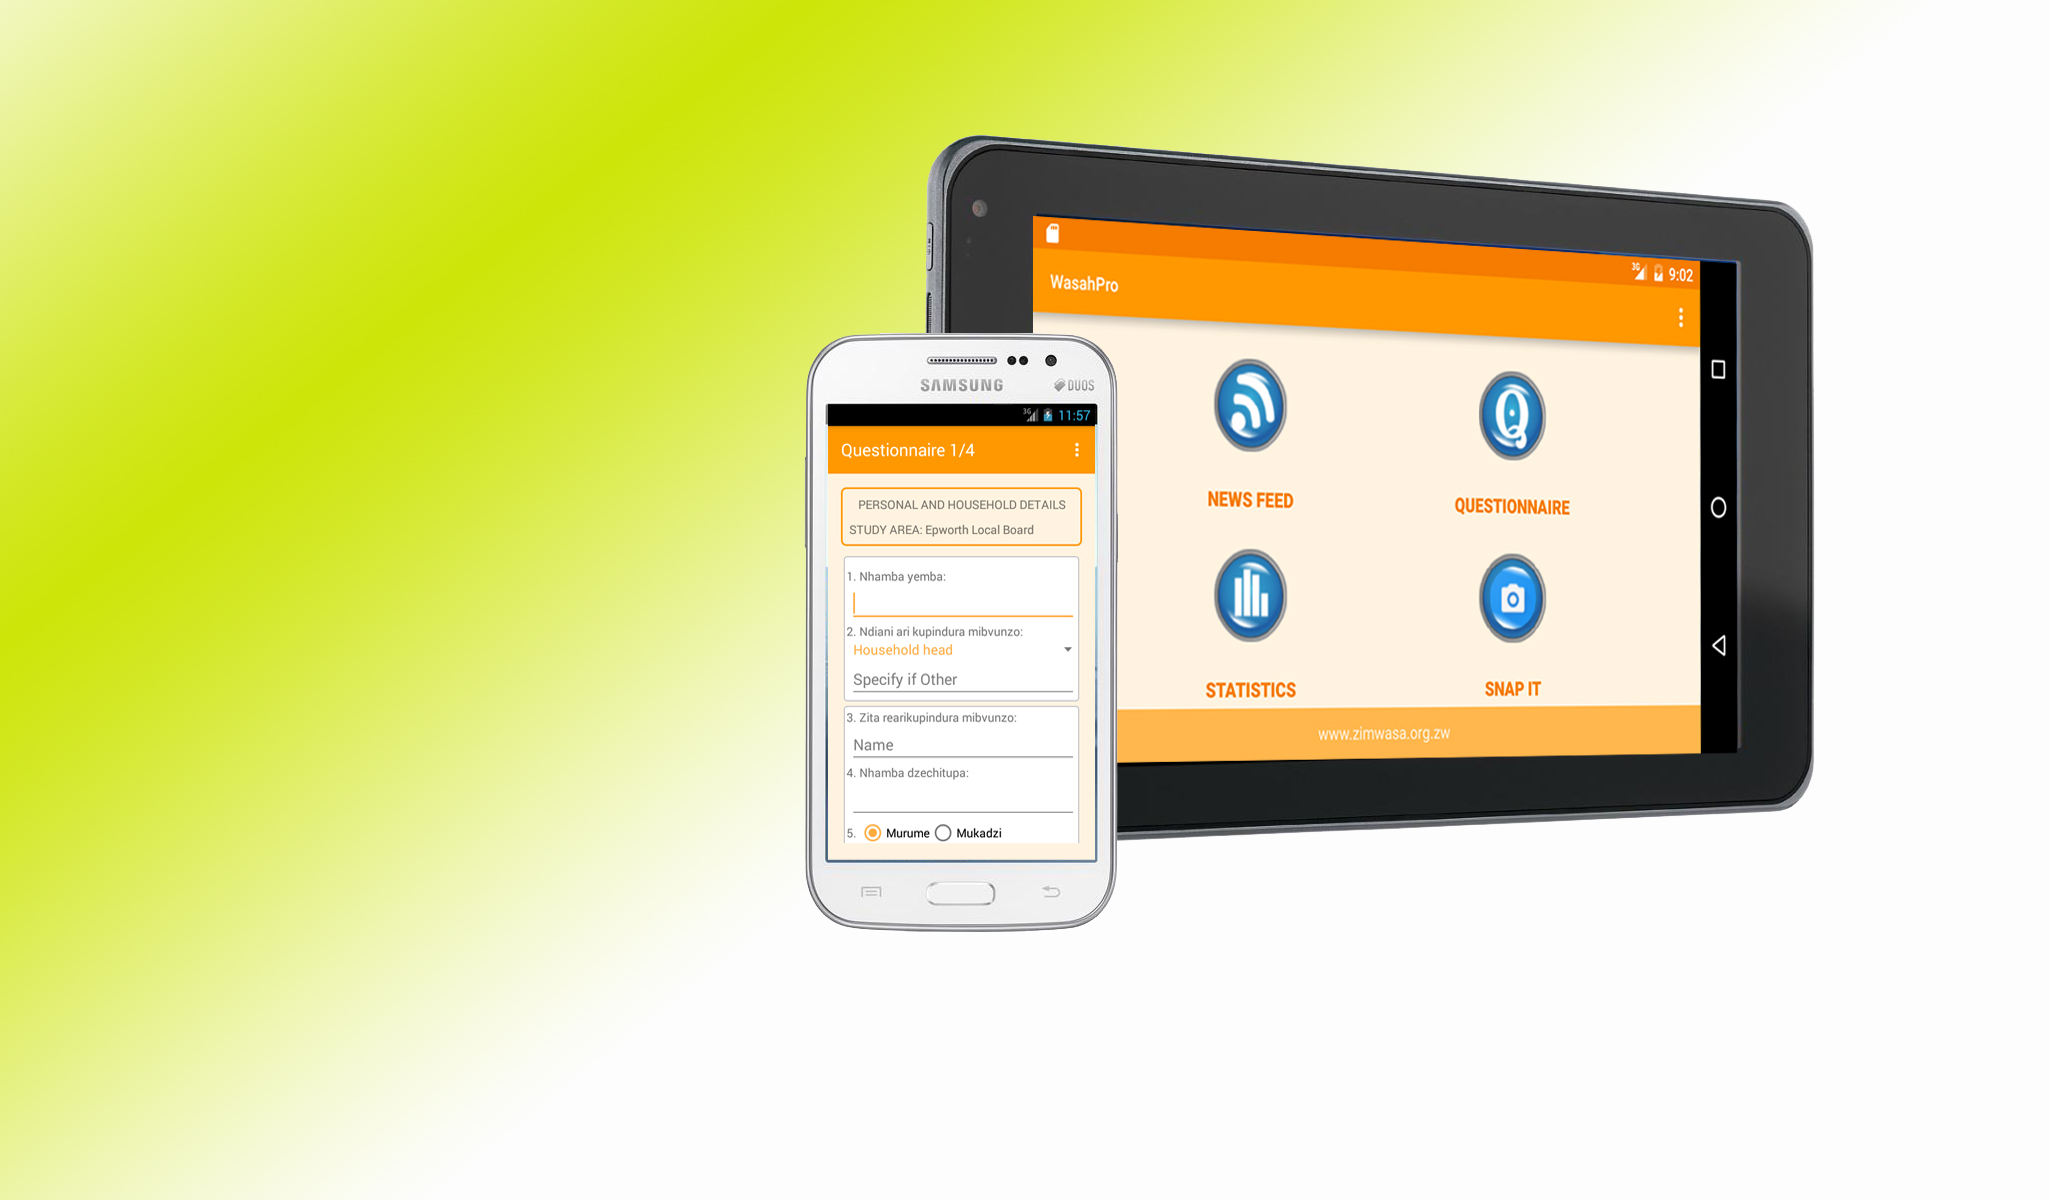 WasahPro
3G 9:02
NEWS FEED
QUESTIONNAIRE
STATISTICS
SNAP IT
www.zimwasa.org.zw
SAMSUNG
DUOS
3G 11:57
Questionnaire 1/4
PERSONAL AND HOUSEHOLD DETAILS
STUDY AREA: Epworth Local Board
1. Nhamba yemba:
2. Ndiani ari kupindura mibvunzo:
Household head
Specify if Other
3. Zita rearikupindura mibvunzo:
Name
4. Nhamba dzechitupa:
5. Murume Mukadzi